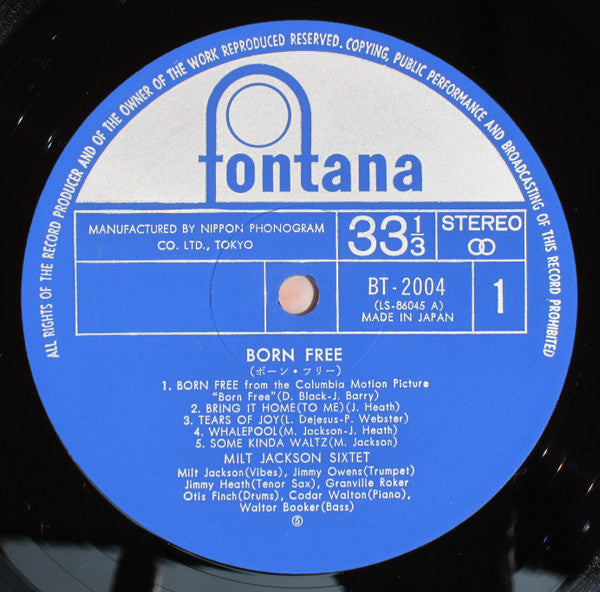 ALL RIGHTS OF THE RECORD PRODUCER AND OF THE OWNER OF THE WORK REPRODUCED RESERVED. COPYING, PUBLIC PERFORMANCE AND BROADCASTING OF THIS RECORD PROHIBITED
fontana
MANUFACTURED BY NIPPON PHONOGRAM
CO. LTD., TOKYO
33 1/3
STEREO
BT-2004
(LS-86045 A)
MADE IN JAPAN
1
BORN FREE
(ボーン・フリー)
1. BORN FREE from the Columbia Motion Picture
"Born Free"(D. Black-J. Barry)
2. BRING IT HOME(TO ME)(J. Heath)
3. TEARS OF JOY(L. Dejesus-P. Webster)
4. WHALEPOOL(M. Jackson-J. Heath)
5. SOME KINDA WALTZ(M. Jackson)
MILT JACKSON SIXTET
Milt Jackson(Vibes), Jimmy Owens(Trumpet)
Jimmy Heath(Tenor Sax), Granville Roker
Otis Finch(Drums), Codar Walton(Piano),
Waltor Booker(Bass)
⑤